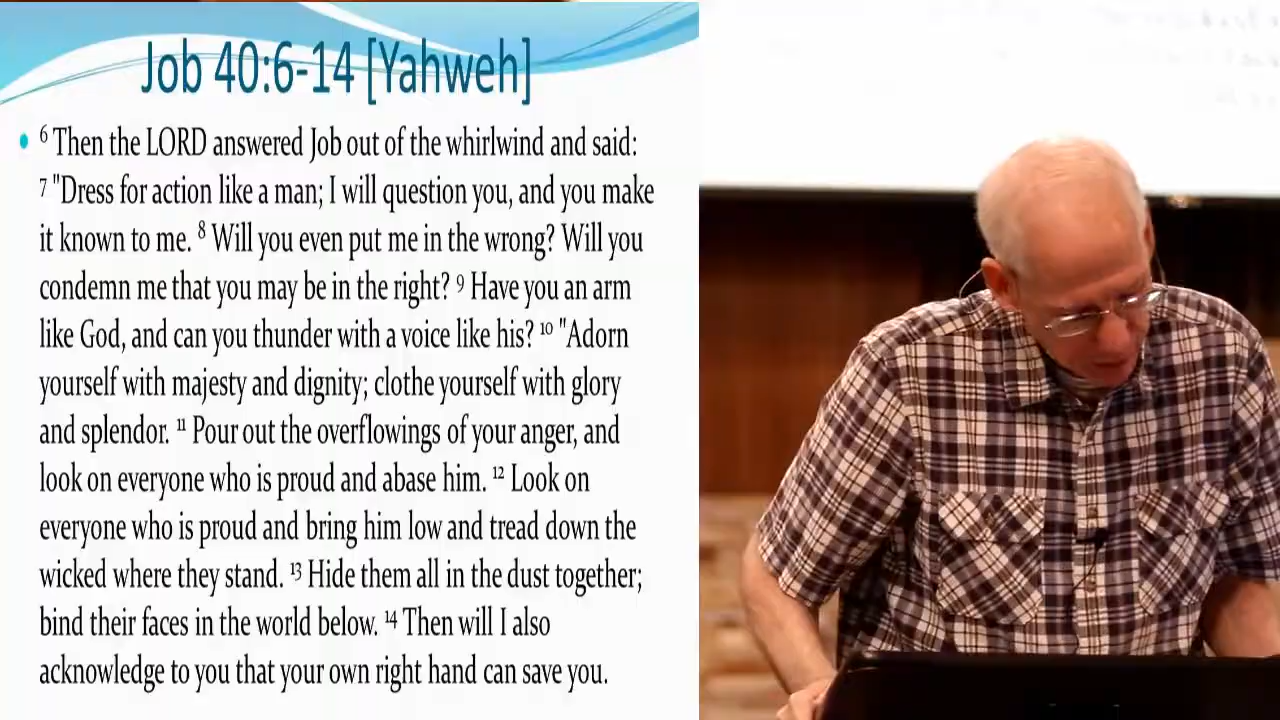 Job 40:6-14 [Yahweh]
• ⁶ Then the LORD answered Job out of the whirlwind and said:
⁷ "Dress for action like a man; I will question you, and you make
it known to me. ⁸ Will you even put me in the wrong? Will you
condemn me that you may be in the right? ⁹ Have you an arm
like God, and can you thunder with a voice like his? ¹⁰ "Adorn
yourself with majesty and dignity; clothe yourself with glory
and splendor. ¹¹ Pour out the overflowings of your anger, and
look on everyone who is proud and abase him. ¹² Look on
everyone who is proud and bring him low and tread down the
wicked where they stand. ¹³ Hide them all in the dust together;
bind their faces in the world below. ¹⁴ Then will I also
acknowledge to you that your own right hand can save you.